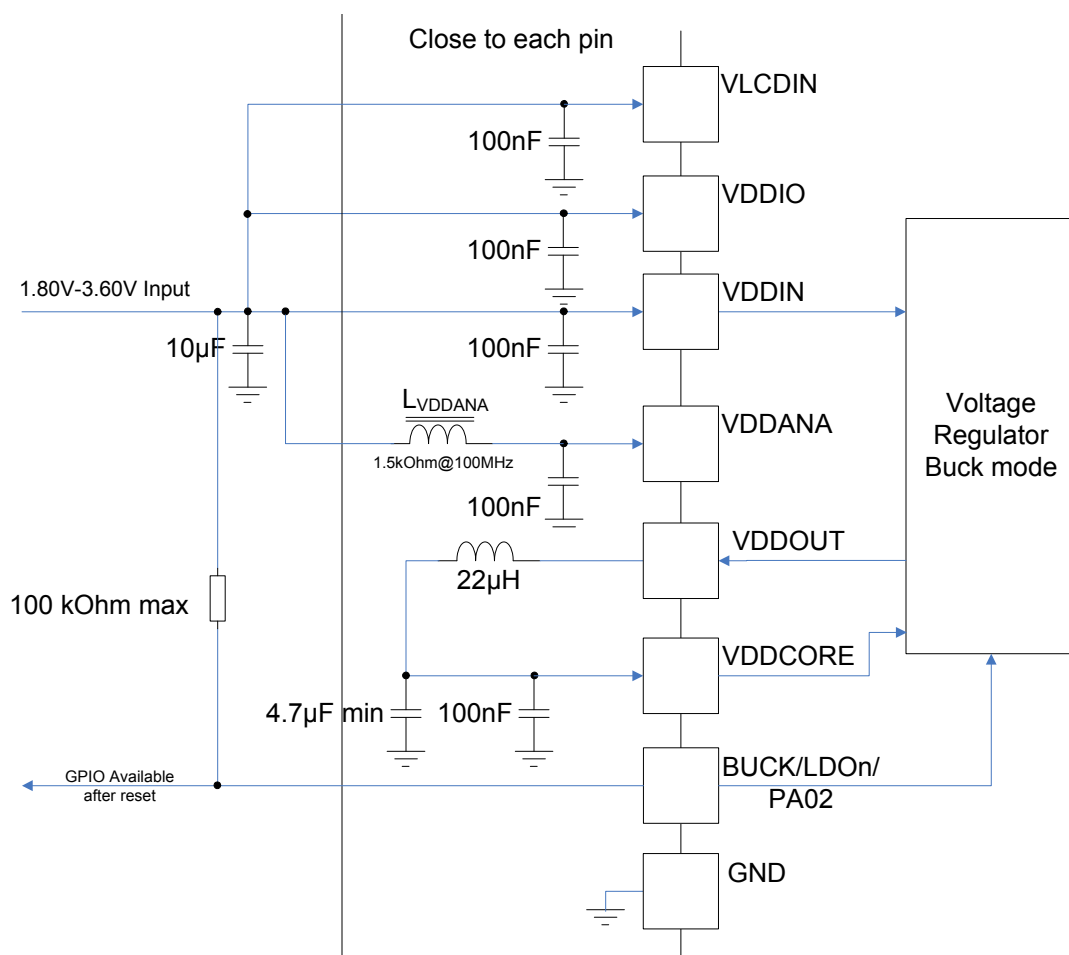 Close to each pin
VLCDIN
100nF
VDDIO
100nF
1.80V-3.60V Input
VDDIN
10µF
100nF
LVDDANA
VDDANA
1.5kOhm@100MHz
100nF
Voltage
Regulator
Buck mode
VDDOUT
22µH
100 kOhm max
VDDCORE
4.7µF min
100nF
GPIO Available
after reset
BUCK/LDOn/
PA02
GND